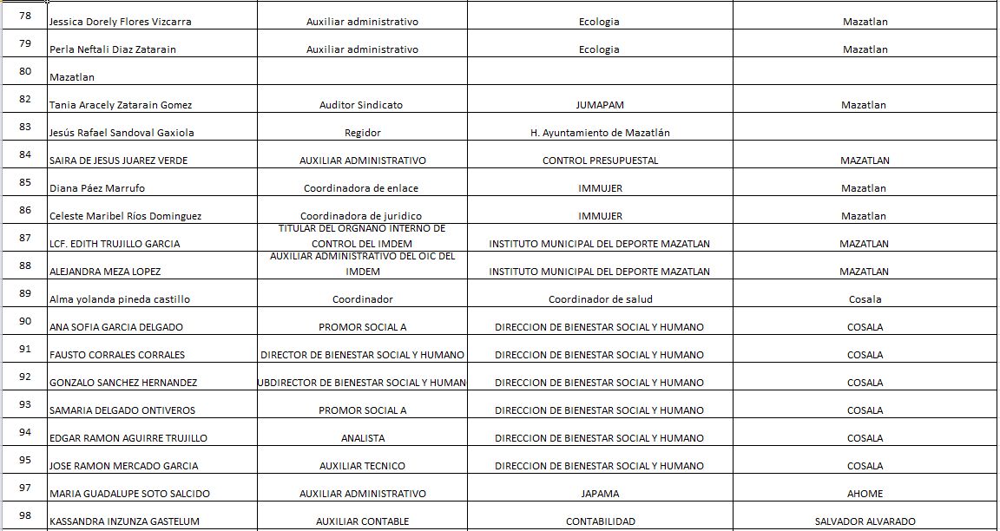 78 Jessica Dorely Flores Vizcarra Auxiliar administrativo Ecologia Mazatlan
79 Perla Neftali Diaz Zatarain Auxiliar administrativo Ecologia Mazatlan
80 Mazatlan
82 Tania Aracely Zatarain Gomez Auditor Sindicato JUMAPAM Mazatlan
83 Jesús Rafael Sandoval Gaxiola Regidor H. Ayuntamiento de Mazatlán
84 SAIRA DE JESUS JUAREZ VERDE AUXILIAR ADMINISTRATIVO CONTROL PRESUPUESTAL MAZATLAN
85 Diana Páez Marrufo Coordinadora de enlace IMMUJER Mazatlan
86 Celeste Maribel Ríos Dominguez Coordinadora de juridico IMMUJER Mazatlan
TITULAR DEL ORGNANO INTERNO DE
87 LCF. EDITH TRUJILLO GARCIA CONTROL DEL IMDEM INSTITUTO MUNICIPAL DEL DEPORTE MAZATLAN MAZATLAN
AUXILIAR ADMINISTRATIVO DEL OIC DEL
88 ALEJANDRA MEZA LOPEZ IMDEM INSTITUTO MUNICIPAL DEL DEPORTE MAZATLAN MAZATLAN
89 Alma yolanda pineda castillo Coordinador Coordinador de salud Cosala
90 ANA SOFIA GARCIA DELGADO PROMOR SOCIAL A DIRECCION DE BIENESTAR SOCIAL Y HUMANO COSALA
91 FAUSTO CORRALES CORRALES DIRECTOR DE BIENESTAR SOCIAL Y HUMANO DIRECCION DE BIENESTAR SOCIAL Y HUMANO COSALA
92 GONZALO SANCHEZ HERNANDEZ UBDIRECTOR DE BIENESTAR SOCIAL Y HUMAN DIRECCION DE BIENESTAR SOCIAL Y HUMANO COSALA
93 SAMARIA DELGADO ONTIVEROS PROMOR SOCIAL A DIRECCION DE BIENESTAR SOCIAL Y HUMANO COSALA
94 EDGAR RAMON AGUIRRE TRUJILLO ANALISTA DIRECCION DE BIENESTAR SOCIAL Y HUMANO COSALA
95 JOSE RAMON MERCADO GARCIA AUXILIAR TECNICO DIRECCION DE BIENESTAR SOCIAL Y HUMANO COSALA
97 MARIA GUADALUPE SOTO SALCIDO AUXILIAR ADMINISTRATIVO JAPAMA AHOME
98 KASSANDRA INZUNZA GASTELUM AUXILIAR CONTABLE CONTABILIDAD SALVADOR ALVARADO